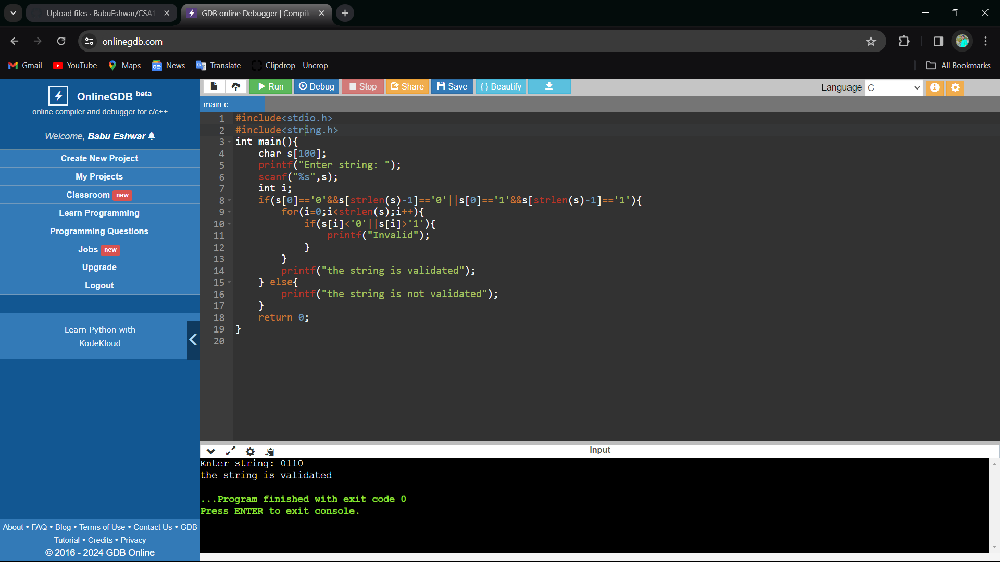 Upload files · BabuEshwar/CSA1
GDB online Debugger | Compile
onlinegdb.com
Gmail
YouTube
Maps
News
Translate
Clipdrop - Uncrop
All Bookmarks
OnlineGDB beta
online compiler and debugger for c/c++
Welcome, Babu Eshwar
Create New Project
My Projects
Classroom new
Learn Programming
Programming Questions
Jobs new
Upgrade
Logout
Learn Python with
KodeKloud
About • FAQ • Blog • Terms of Use • Contact Us • GDB
Tutorial • Credits • Privacy
© 2016 - 2024 GDB Online
Run
Debug
Stop
Share
Save
{ } Beautify
Language C
main.c
1 #include<stdio.h>
2 #include<string.h>
3 int main(){
4     char s[100];
5     printf("Enter string: ");
6     scanf("%s",s);
7     int i;
8     if(s[0]=='0'&&s[strlen(s)-1]=='0'||s[0]=='1'&&s[strlen(s)-1]=='1'){
9         for(i=0;i<strlen(s);i++){
10             if(s[i]<'0'||s[i]>'1'){
11                 printf("Invalid");
12             }
13         }
14         printf("the string is validated");
15     } else{
16         printf("the string is not validated");
17     }
18     return 0;
19 }
20
input
Enter string: 0110
the string is validated
...Program finished with exit code 0
Press ENTER to exit console.